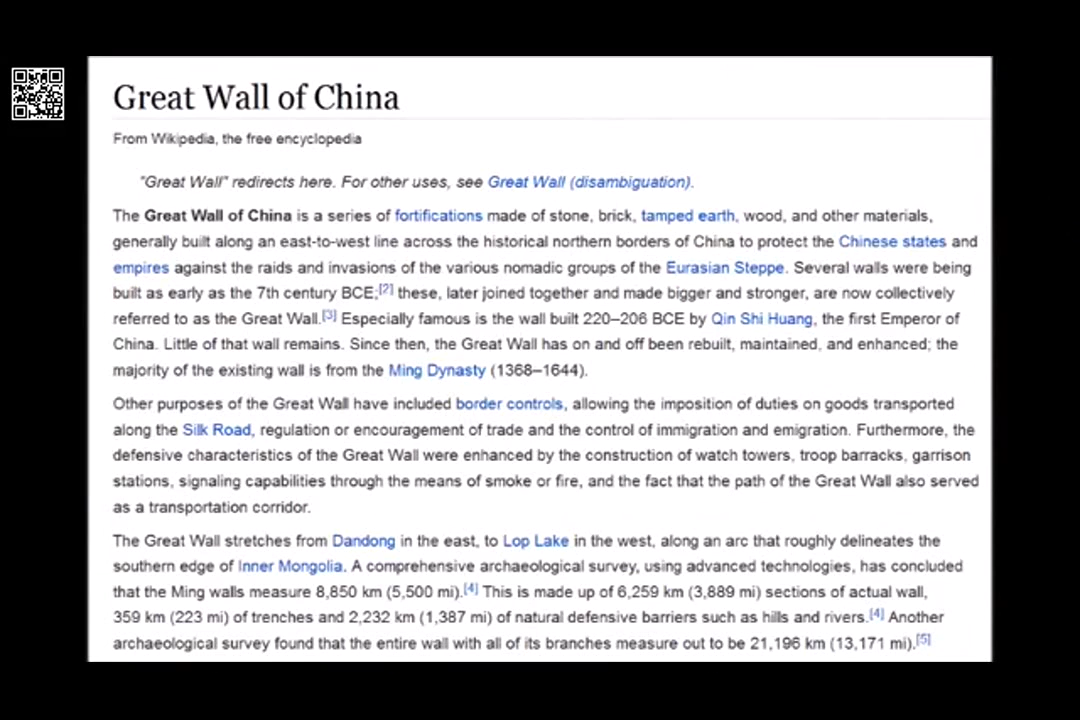 Great Wall of China
From Wikipedia, the free encyclopedia
"Great Wall" redirects here. For other uses, see Great Wall (disambiguation).
The Great Wall of China is a series of fortifications made of stone, brick, tamped earth, wood, and other materials,
generally built along an east-to-west line across the historical northern borders of China to protect the Chinese states and
empires against the raids and invasions of the various nomadic groups of the Eurasian Steppe. Several walls were being
built as early as the 7th century BCE;[2] these, later joined together and made bigger and stronger, are now collectively
referred to as the Great Wall.[3] Especially famous is the wall built 220–206 BCE by Qin Shi Huang, the first Emperor of
China. Little of that wall remains. Since then, the Great Wall has on and off been rebuilt, maintained, and enhanced; the
majority of the existing wall is from the Ming Dynasty (1368–1644).
Other purposes of the Great Wall have included border controls, allowing the imposition of duties on goods transported
along the Silk Road, regulation or encouragement of trade and the control of immigration and emigration. Furthermore, the
defensive characteristics of the Great Wall were enhanced by the construction of watch towers, troop barracks, garrison
stations, signaling capabilities through the means of smoke or fire, and the fact that the path of the Great Wall also served
as a transportation corridor.
The Great Wall stretches from Dandong in the east, to Lop Lake in the west, along an arc that roughly delineates the
southern edge of Inner Mongolia. A comprehensive archaeological survey, using advanced technologies, has concluded
that the Ming walls measure 8,850 km (5,500 mi).[4] This is made up of 6,259 km (3,889 mi) sections of actual wall,
359 km (223 mi) of trenches and 2,232 km (1,387 mi) of natural defensive barriers such as hills and rivers.[4] Another
archaeological survey found that the entire wall with all of its branches measure out to be 21,196 km (13,171 mi).[5]